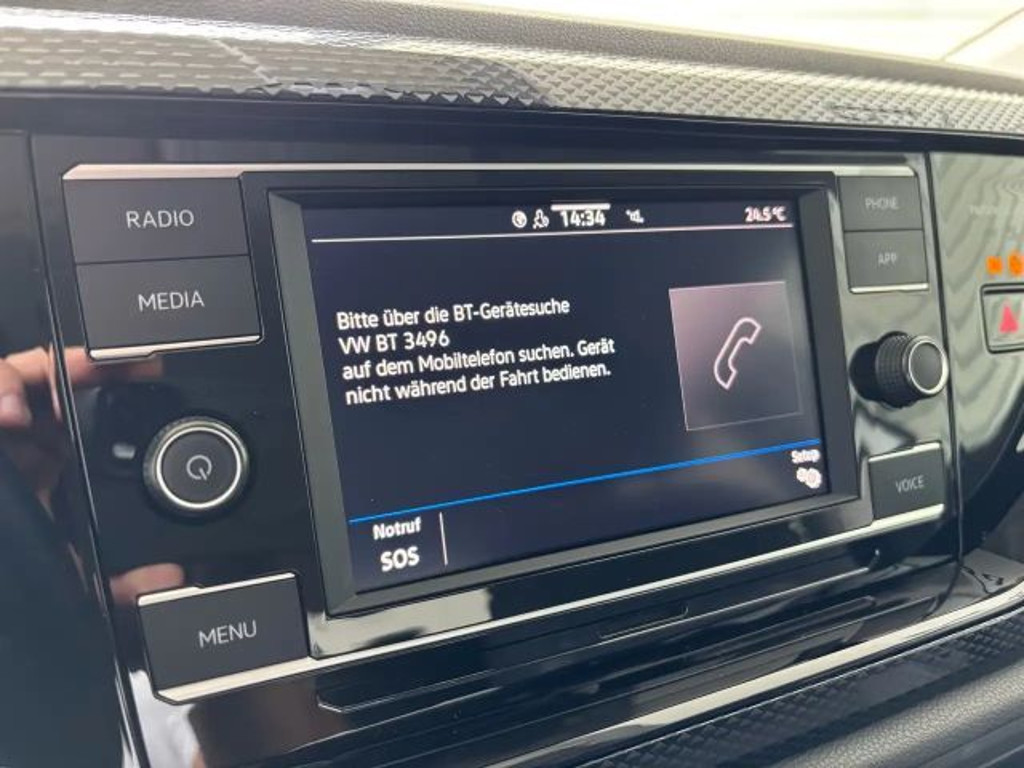 RADIO
MEDIA
MENU
14:34
24.5 °C
Bitte über die BT-Gerätesuche
VW BT 3496
auf dem Mobiltelefon suchen. Gerät
nicht während der Fahrt bedienen.
Setup
Notruf
SOS
PHONE
APP
VOICE